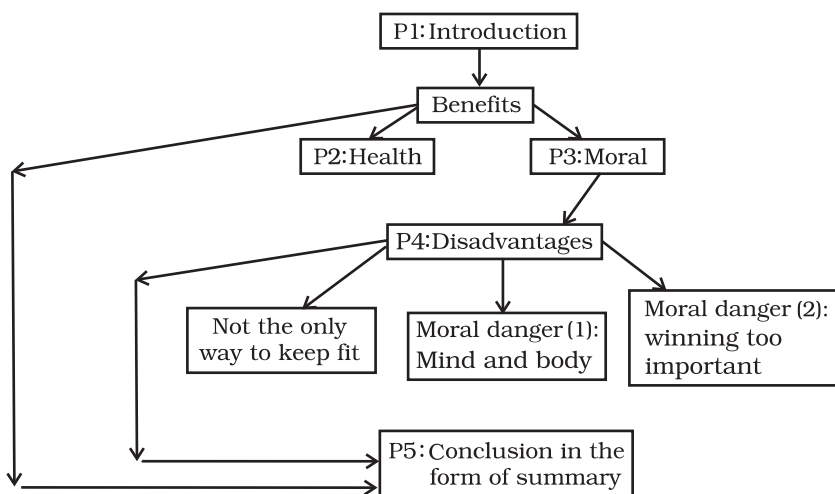 P1:Introduction
Benefits
P2:Health
P3:Moral
P4:Disadvantages
Not the only
way to keep fit
Moral danger (1):
Mind and body
Moral danger (2):
winning too
important
P5:Conclusion in the
form of summary